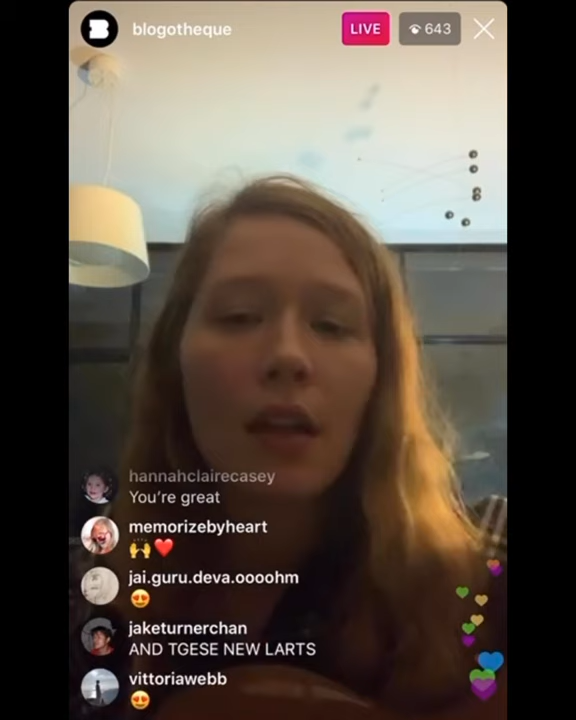 blogotheque
LIVE
643
hannahclairecasey
You're great
memorizebyheart
🙌❤️
jai.guru.deva.oooohm
😍
jaketurnerchan
AND TGESE NEW LARTS
vittoriawebb
😍